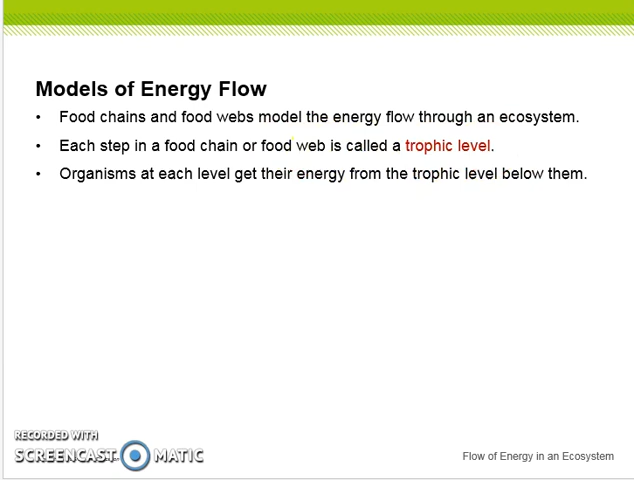 Models of Energy Flow
• Food chains and food webs model the energy flow through an ecosystem.
• Each step in a food chain or food web is called a trophic level.
• Organisms at each level get their energy from the trophic level below them.
RECORDED WITH
SCREENCAST MATIC
Flow of Energy in an Ecosystem